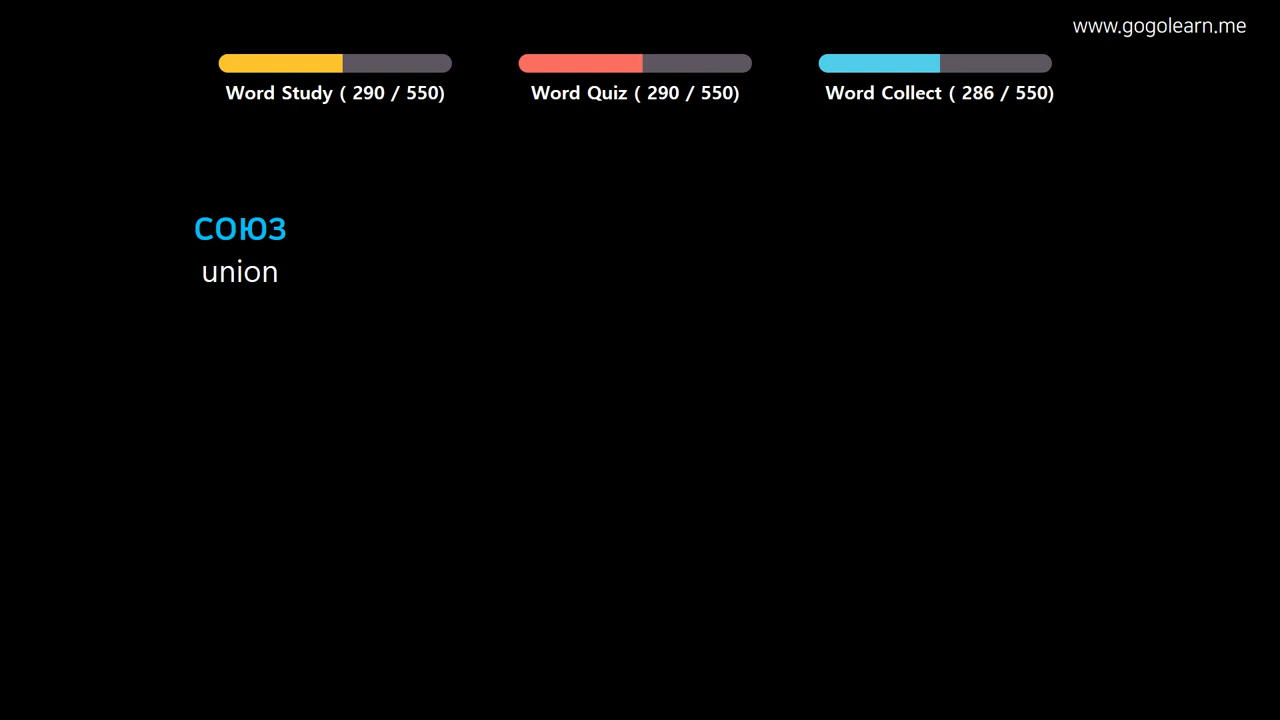 www.gogolearn.me
Word Study ( 290 / 550)
Word Quiz ( 290 / 550)
Word Collect ( 286 / 550)
союз
union